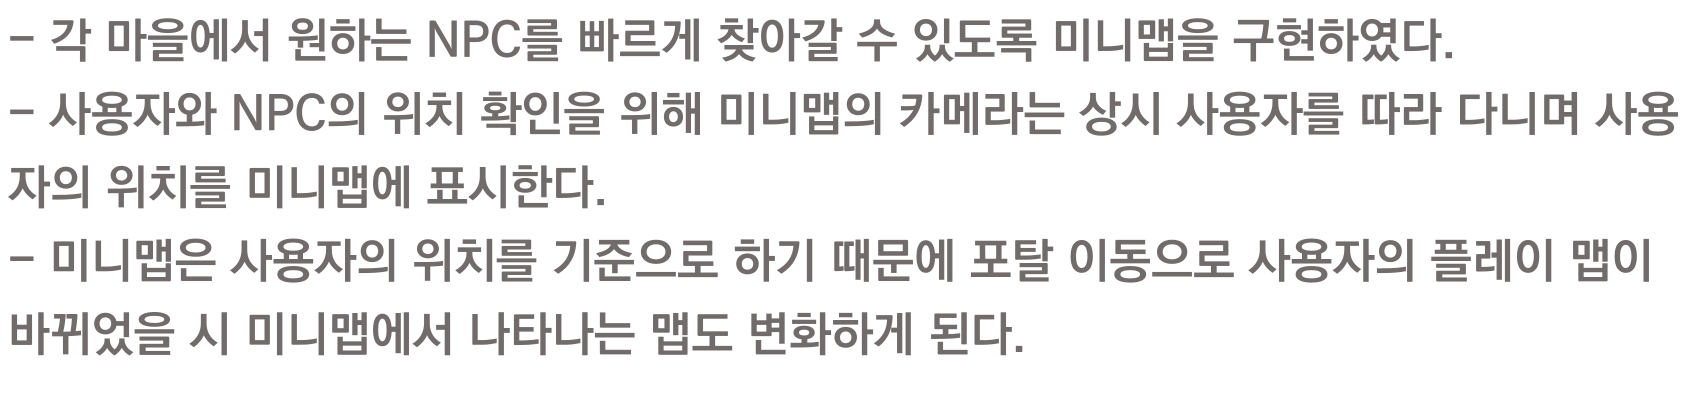 - 각 마을에서 원하는 NPC를 빠르게 찾아갈 수 있도록 미니맵을 구현하였다.
- 사용자와 NPC의 위치 확인을 위해 미니맵의 카메라는 상시 사용자를 따라 다니며 사용
자의 위치를 미니맵에 표시한다.
- 미니맵은 사용자의 위치를 기준으로 하기 때문에 포탈 이동으로 사용자의 플레이 맵이
바뀌었을 시 미니맵에서 나타나는 맵도 변화하게 된다.